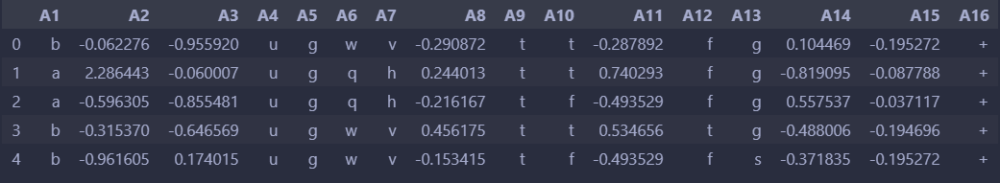 A1 A2 A3 A4 A5 A6 A7 A8 A9 A10 A11 A12 A13 A14 A15 A16
0 b -0.062276 -0.955920 u g w v -0.290872 t t -0.287892 f g 0.104469 -0.195272 +
1 a 2.286443 -0.060007 u g q h 0.244013 t t 0.740293 f g -0.819095 -0.087788 +
2 a -0.596305 -0.855481 u g q h -0.216167 t f -0.493529 f g 0.557537 -0.037117 +
3 b -0.315370 -0.646569 u g w v 0.456175 t t 0.534656 t g -0.488006 -0.194696 +
4 b -0.961605 0.174015 u g w v -0.153415 t f -0.493529 f s -0.371835 -0.195272 +